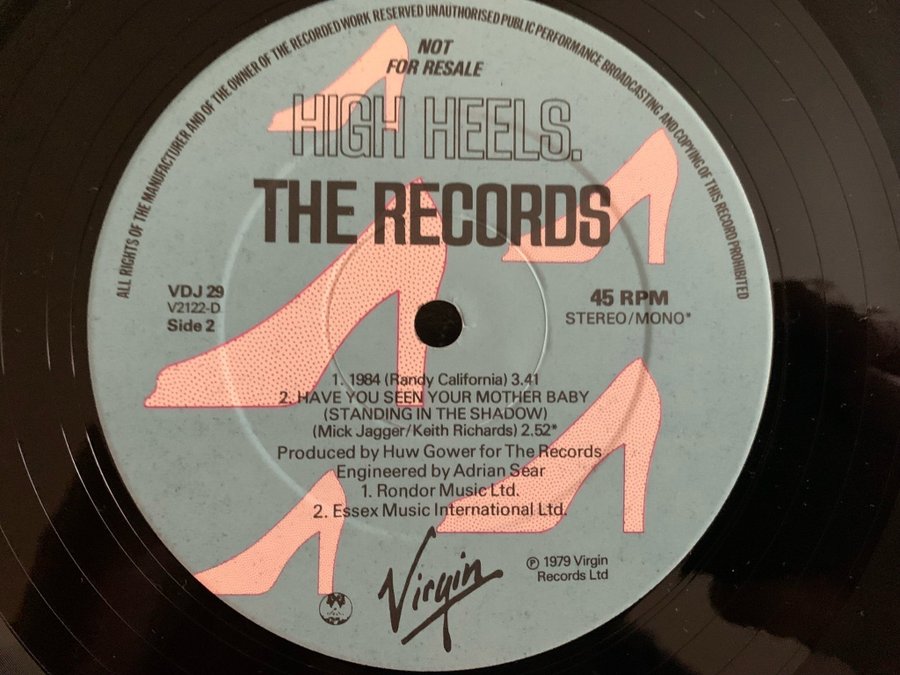 ALL RIGHTS OF THE MANUFACTURER AND OF THE OWNER OF THE RECORDED WORK RESERVED UNAUTHORISED PUBLIC PERFORMANCE BROADCASTING AND COPYING OF THIS RECORD PROHIBITED
NOT
FOR RESALE
HIGH HEELS.
THE RECORDS
VDJ 29
V2122-D
Side 2
45 RPM
STEREO/MONO*
1. 1984 (Randy California) 3.41
2. HAVE YOU SEEN YOUR MOTHER BABY
(STANDING IN THE SHADOW)
(Mick Jagger/Keith Richards) 2.52*
Produced by Huw Gower for The Records
Engineered by Adrian Sear
1. Rondor Music Ltd.
2. Essex Music International Ltd.
Virgin
℗ 1979 Virgin
Records Ltd